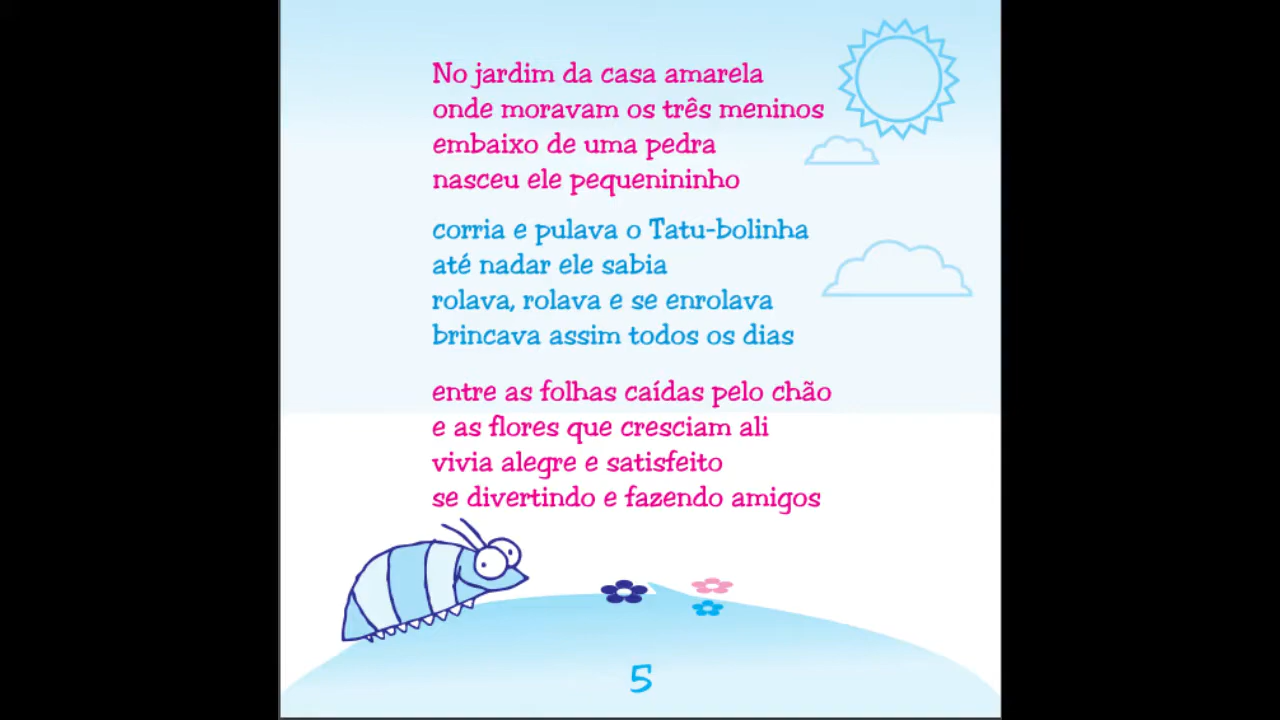 No jardim da casa amarela
onde moravam os três meninos
embaixo de uma pedra
nasceu ele pequenininho
corria e pulava o Tatu-bolinha
até nadar ele sabia
rolava, rolava e se enrolava
brincava assim todos os dias
entre as folhas caídas pelo chão
e as flores que cresciam ali
vivia alegre e satisfeito
se divertindo e fazendo amigos
5